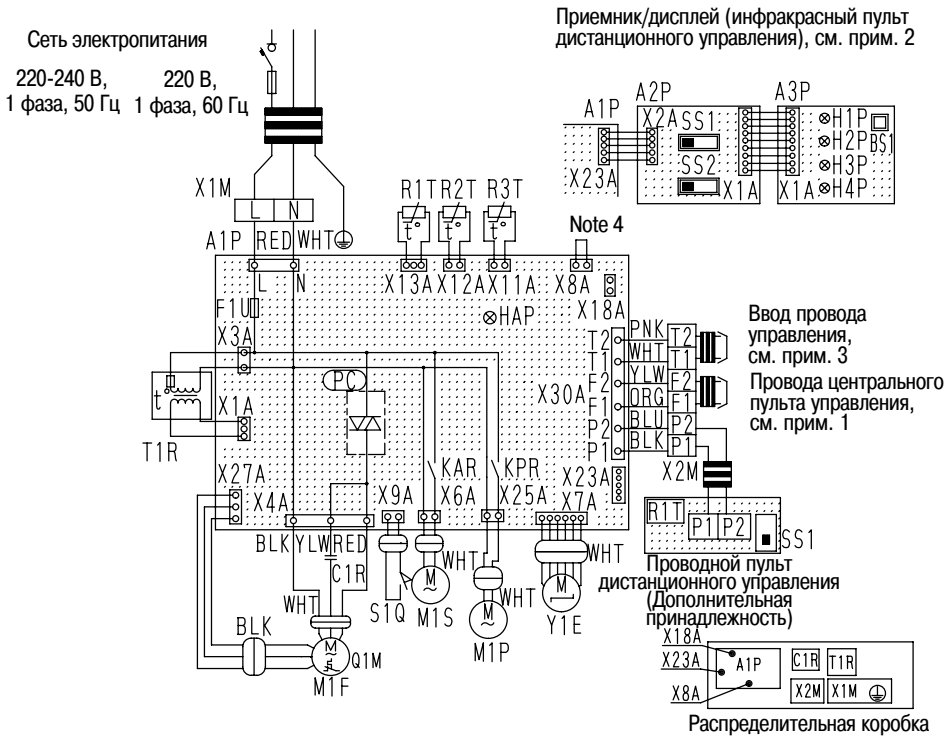 Приемник/дисплей (инфракрасный пульт
дистанционного управления), см. прим. 2
Сеть электропитания
220-240 В,
1 фаза, 50 Гц
220 В,
1 фаза, 60 Гц
A1P
A2P
A3P
X2A
SS1
SS2
X23A
X1A
X1A
H1P
H2P
H3P
H4P
BS1
X1M
L
N
R1T
R2T
R3T
t°
t°
t°
Note 4
A1P
RED
WHT
L
N
X13A
X12A
X11A
X8A
X18A
F1U
HAP
X3A
PC
t°
X1A
T1R
X27A
X4A
X9A
KAR
X6A
KPR
X25A
X7A
X23A
X30A
T2
T1
F2
F1
P2
P1
PNK
WHT
YLW
ORG
BLU
BLK
T2
T1
F2
F1
P2
P1
X2M
Ввод провода
управления,
см. прим. 3
Провода центрального
пульта управления,
см. прим. 1
BLK
YLW
RED
C1R
WHT
BLK
M
~
Q1M
M1F
S1Q
WHT
M
~
M1S
WHT
M
~
M1P
WHT
M
Y1E
R1T
P1
P2
SS1
Проводной пульт
дистанционного управления
(Дополнительная
принадлежность)
X18A
X23A
X8A
A1P
C1R
T1R
X2M
X1M
Распределительная коробка